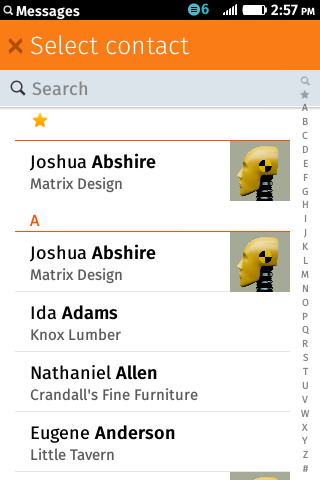 Messages 6 2:57 PM
Select contact
Search
Joshua Abshire
Matrix Design
A
Joshua Abshire
Matrix Design
Ida Adams
Knox Lumber
Nathaniel Allen
Crandall's Fine Furniture
Eugene Anderson
Little Tavern
A
B
C
D
E
F
G
H
I
J
K
L
M
N
O
P
Q
R
S
T
U
V
W
X
Y
Z
#